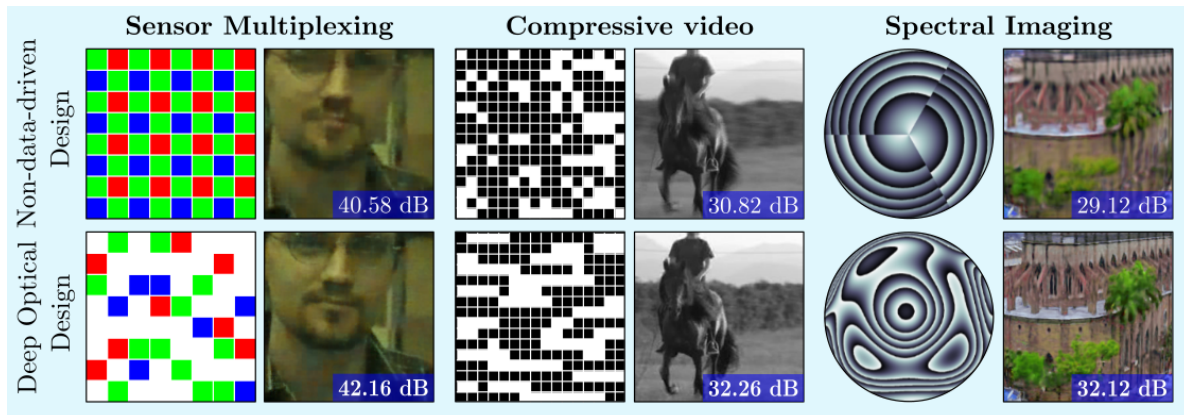 Sensor Multiplexing
Compressive video
Spectral Imaging
Non-data-driven
Design
40.58 dB
30.82 dB
29.12 dB
Deep Optical
Design
42.16 dB
32.26 dB
32.12 dB